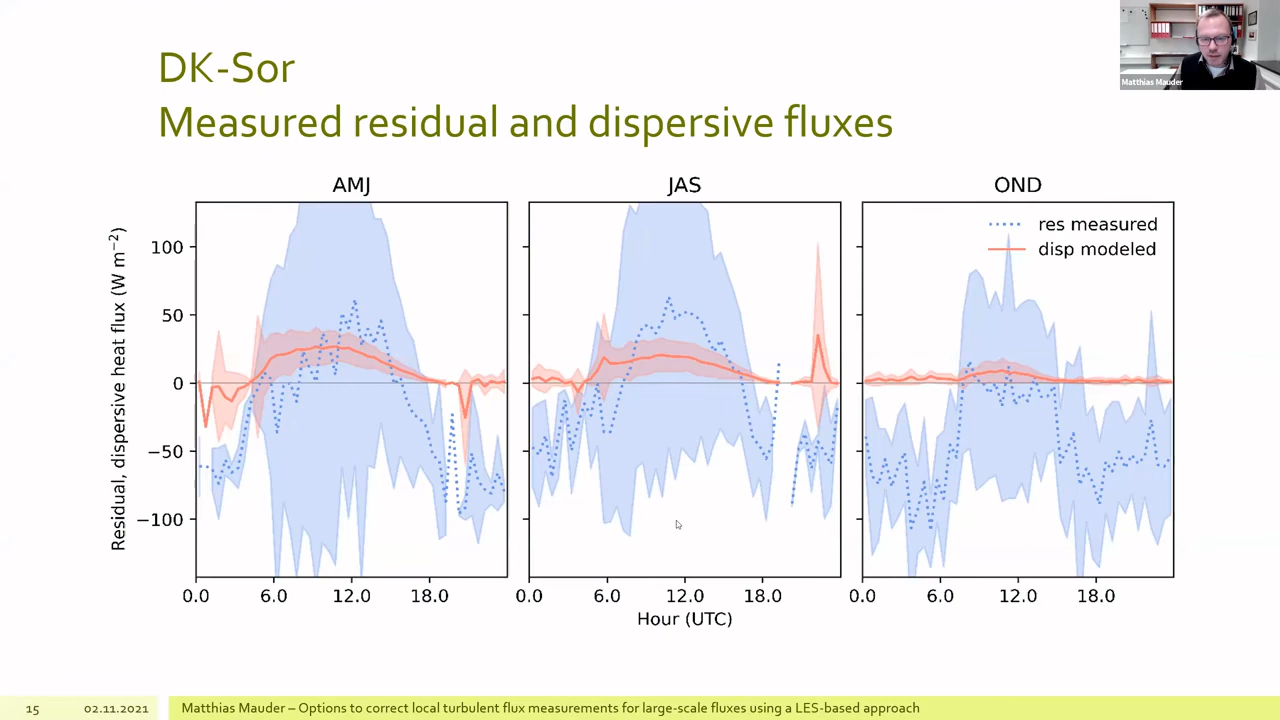 DK-Sor
Measured residual and dispersive fluxes
Matthias Mauder
AMJ
JAS
OND
Residual, dispersive heat flux (W m⁻²)
100
50
0
−50
−100
res measured
disp modeled
0.0 6.0 12.0 18.0
0.0 6.0 12.0 18.0
0.0 6.0 12.0 18.0
Hour (UTC)
15 02.11.2021 Matthias Mauder – Options to correct local turbulent flux measurements for large-scale fluxes using a LES-based approach